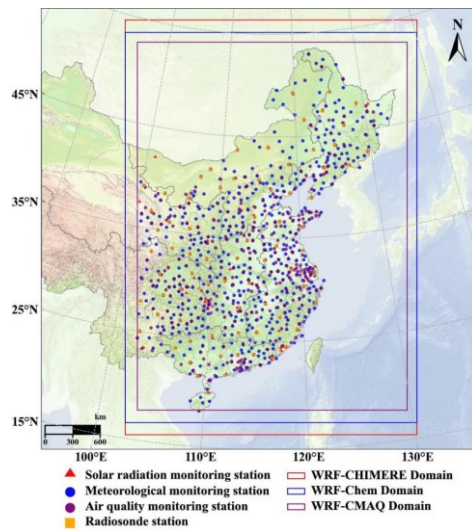 N
45°N
35°N
25°N
15°N
km
0 300 600
100°E 110°E 120°E 130°E
Solar radiation monitoring station
Meteorological monitoring station
Air quality monitoring station
Radiosonde station
WRF-CHIMERE Domain
WRF-Chem Domain
WRF-CMAQ Domain